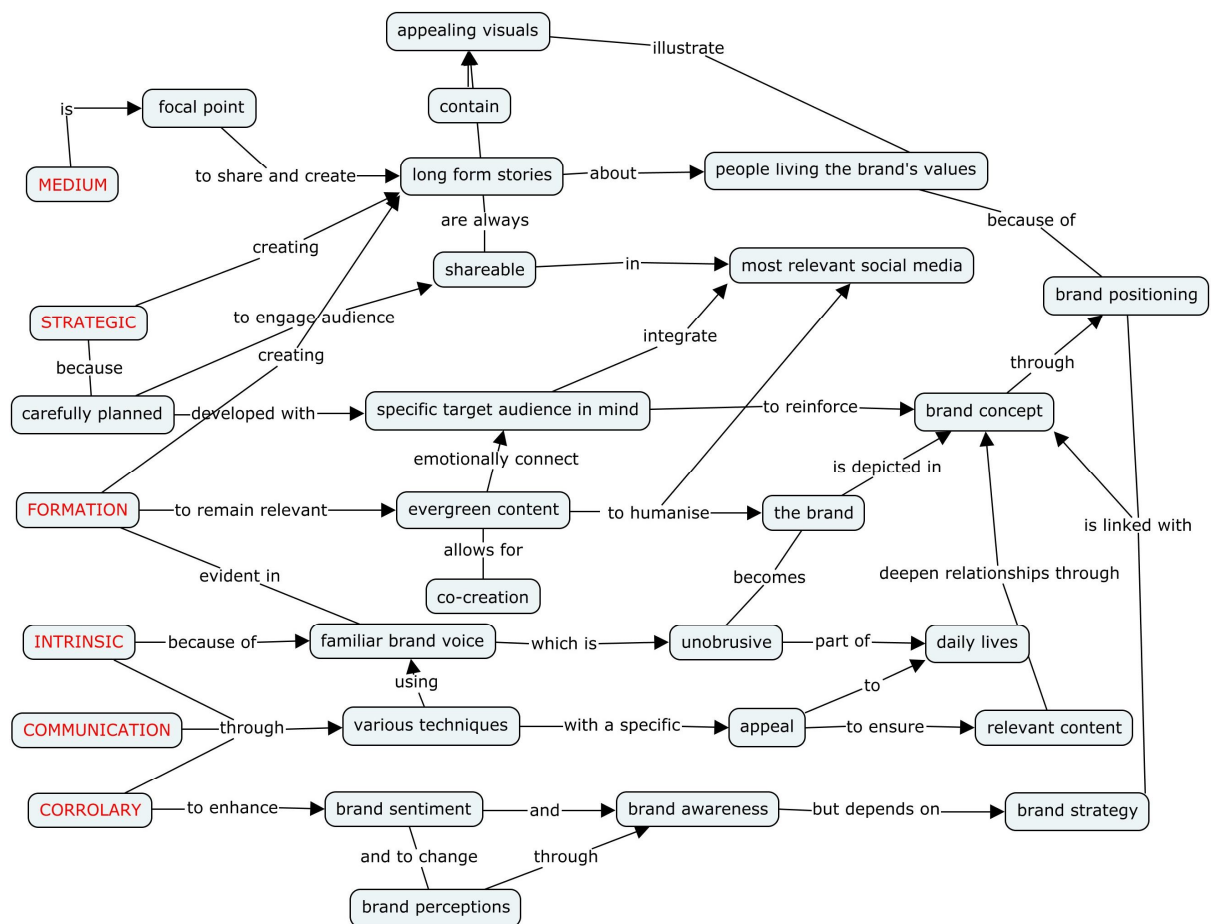 appealing visuals
illustrate
is
focal point
contain
MEDIUM
to share and create
long form stories
about
people living the brand's values
are always
because of
creating
shareable
in
most relevant social media
brand positioning
STRATEGIC
to engage audience
integrate
because
creating
through
carefully planned
developed with
specific target audience in mind
to reinforce
brand concept
emotionally connect
is depicted in
FORMATION
to remain relevant
evergreen content
to humanise
the brand
is linked with
allows for
evident in
becomes
deepen relationships through
co-creation
INTRINSIC
because of
familiar brand voice
which is
unobrusive
part of
daily lives
using
to
COMMUNICATION
through
various techniques
with a specific
appeal
to ensure
relevant content
CORROLARY
to enhance
brand sentiment
and
brand awareness
but depends on
brand strategy
and to change
through
brand perceptions